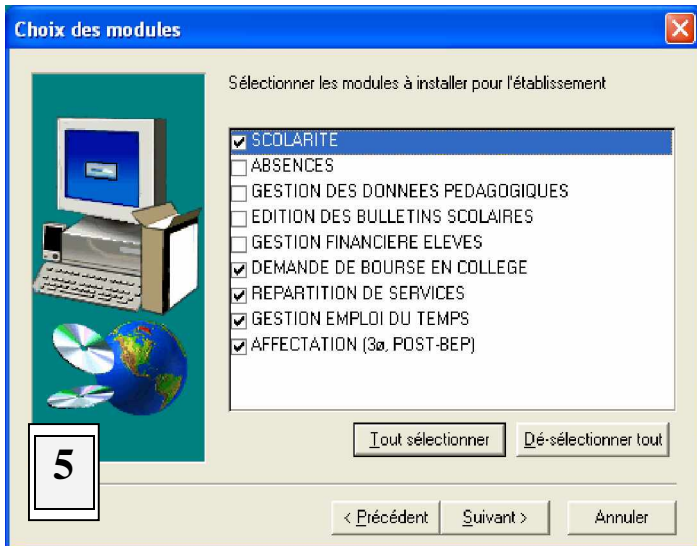 Choix des modules
Sélectionner les modules à installer pour l'établissement
SCOLARITE
ABSENCES
GESTION DES DONNEES PEDAGOGIQUES
EDITION DES BULLETINS SCOLAIRES
GESTION FINANCIERE ELEVES
DEMANDE DE BOURSE EN COLLEGE
REPARTITION DE SERVICES
GESTION EMPLOI DU TEMPS
AFFECTATION (3ø, POST-BEP)
Tout sélectionner Dé-sélectionner tout
5
< Précédent Suivant > Annuler